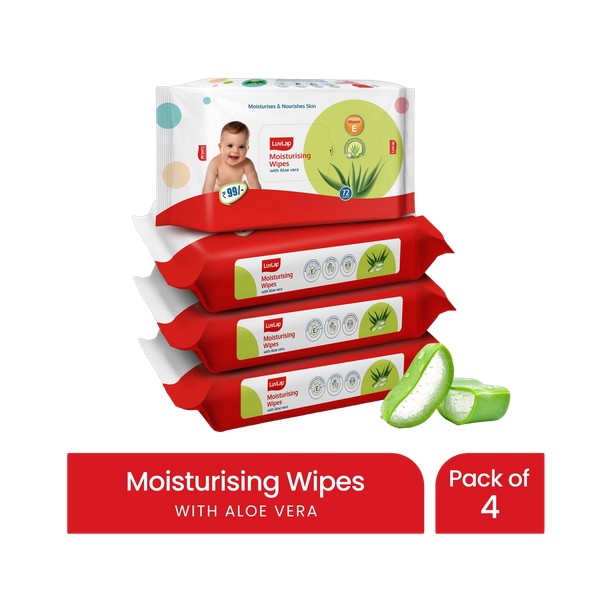 Moisturises & Nourishes Skin
LuvLap
Moisturising
Wipes
with Aloe vera
Vitamin
E
LuvLap
₹99/-
72
LuvLap
Moisturising
Wipes
with Aloe vera
E
LuvLap
Moisturising
Wipes
with Aloe vera
E
LuvLap
Moisturising
Wipes
with Aloe vera
E
Moisturising Wipes
WITH ALOE VERA
Pack of
4